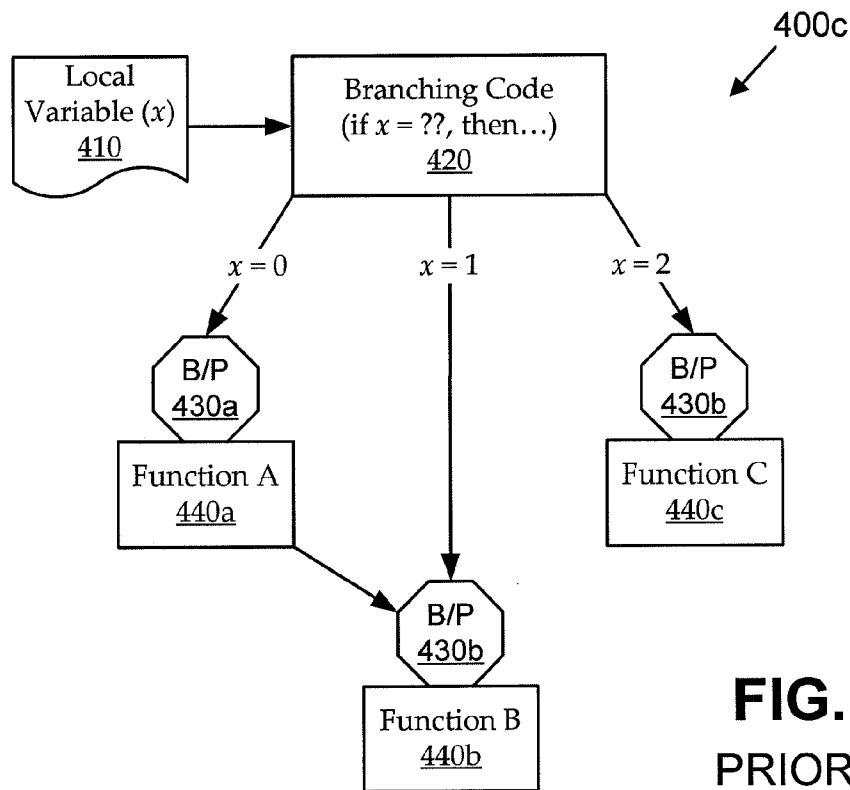 400c
Local
Variable (x)
410
Branching Code
(if x = ??, then...)
420
x = 0
x = 1
x = 2
B/P
430a
B/P
430b
Function A
440a
Function C
440c
B/P
430b
Function B
440b
FIG.
PRIOR